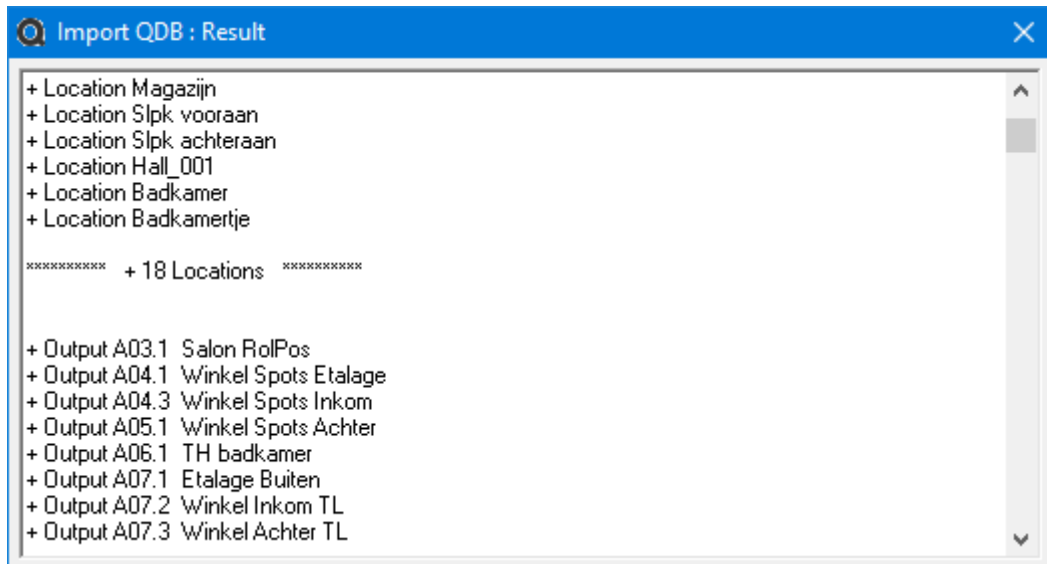 Import QDB : Result
+ Location Magazijn
+ Location Slpk vooraan
+ Location Slpk achteraan
+ Location Hall_001
+ Location Badkamer
+ Location Badkamertje
********** + 18 Locations **********
+ Output A03.1 Salon RolPos
+ Output A04.1 Winkel Spots Etalage
+ Output A04.3 Winkel Spots Inkom
+ Output A05.1 Winkel Spots Achter
+ Output A06.1 TH badkamer
+ Output A07.1 Etalage Buiten
+ Output A07.2 Winkel Inkom TL
+ Output A07.3 Winkel Achter TL